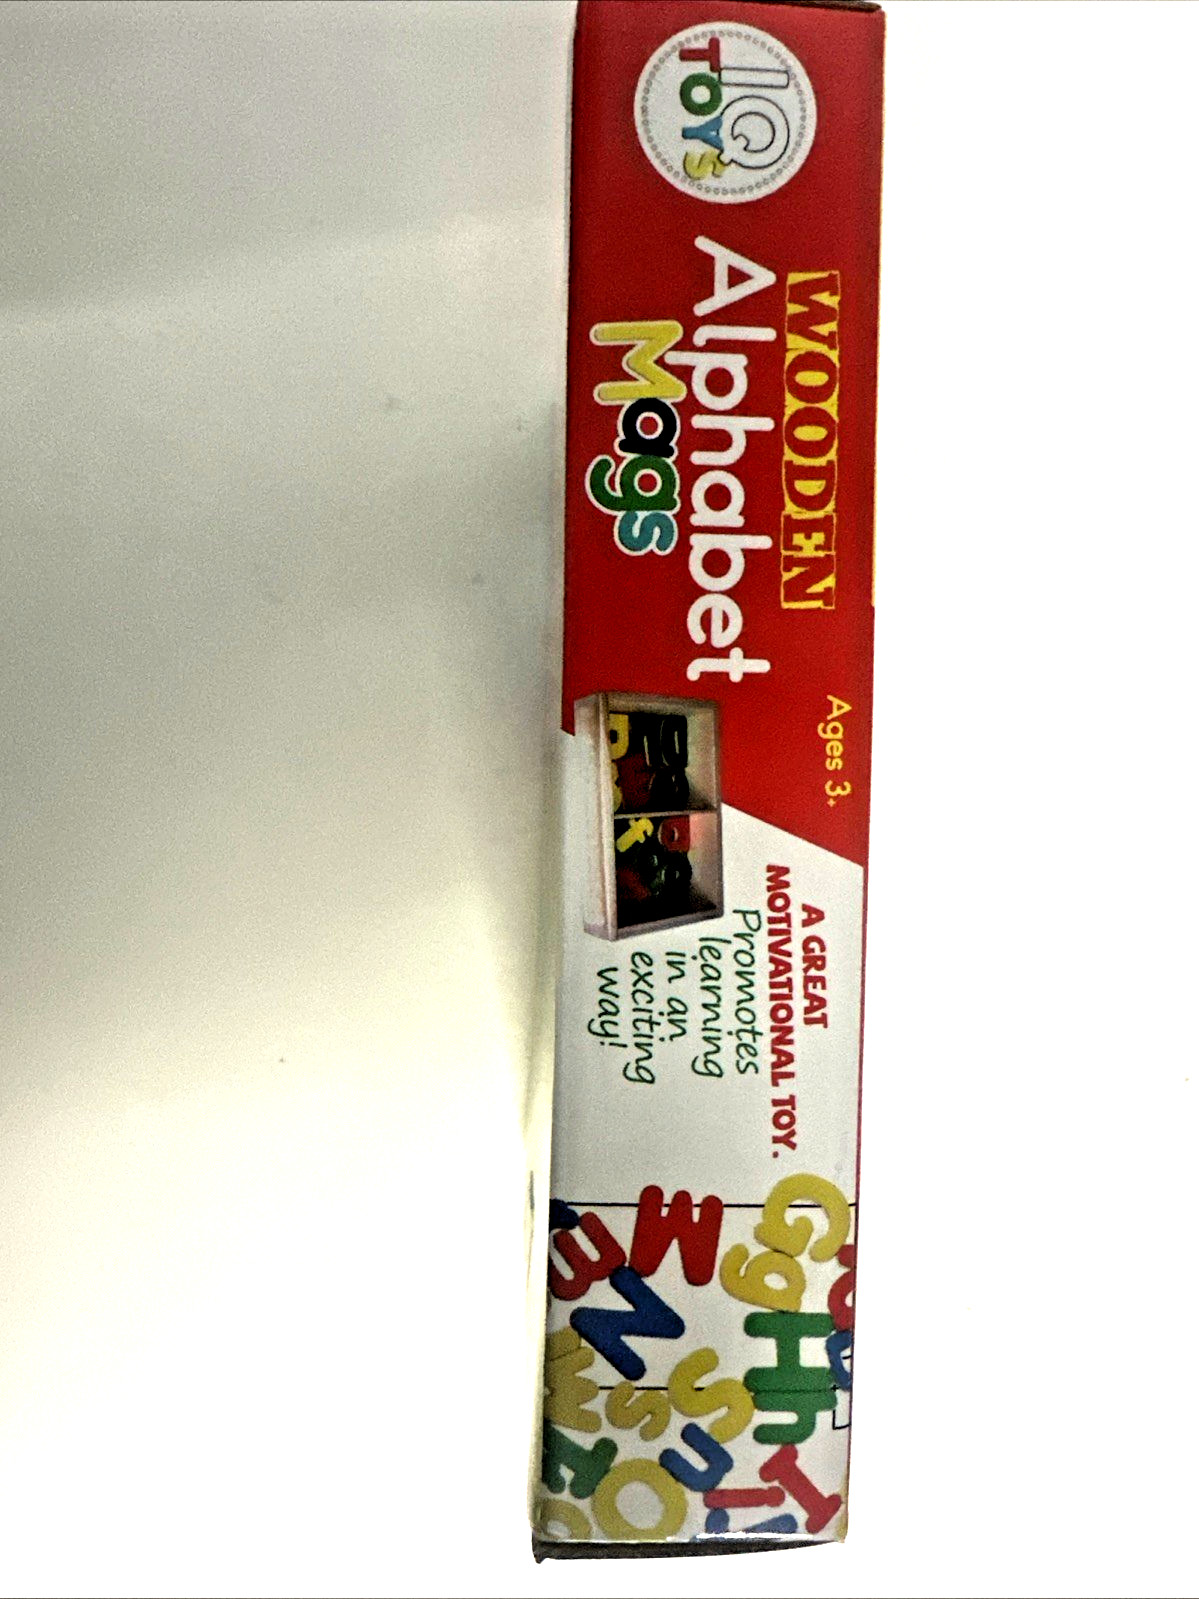 IQ
TOYS
WOODEN
Alphabet
Mags
Ages 3+
A GREAT
MOTIVATIONAL TOY.
Promotes
learning
in an
exciting
way!